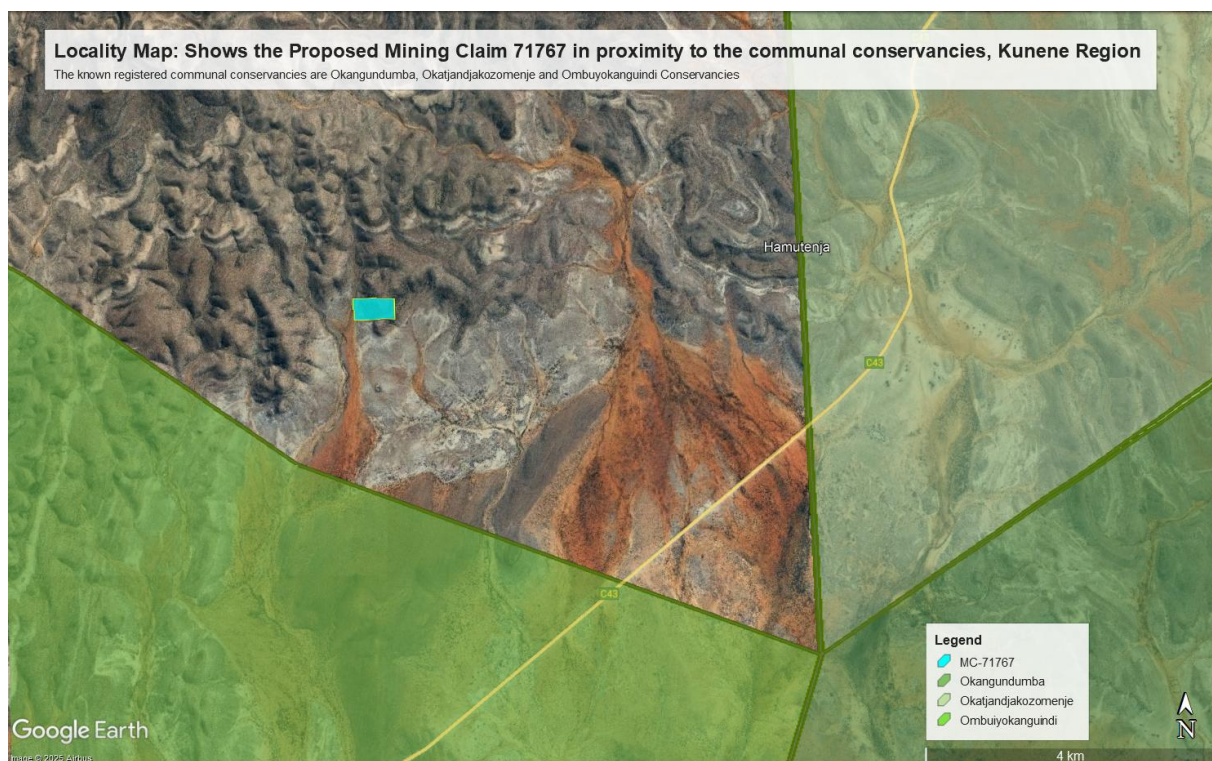 Locality Map: Shows the Proposed Mining Claim 71767 in proximity to the communal conservancies, Kunene Region
The known registered communal conservancies are Okangundumba, Okatjandjakozomenje and Ombuyokanguindi Conservancies
Hamutenja
C43
C43
Legend
MC-71767
Okangundumba
Okatjandjakozomenje
Ombuiyokanguindi
Google Earth
Image © 2025 Airbus
N
4 km